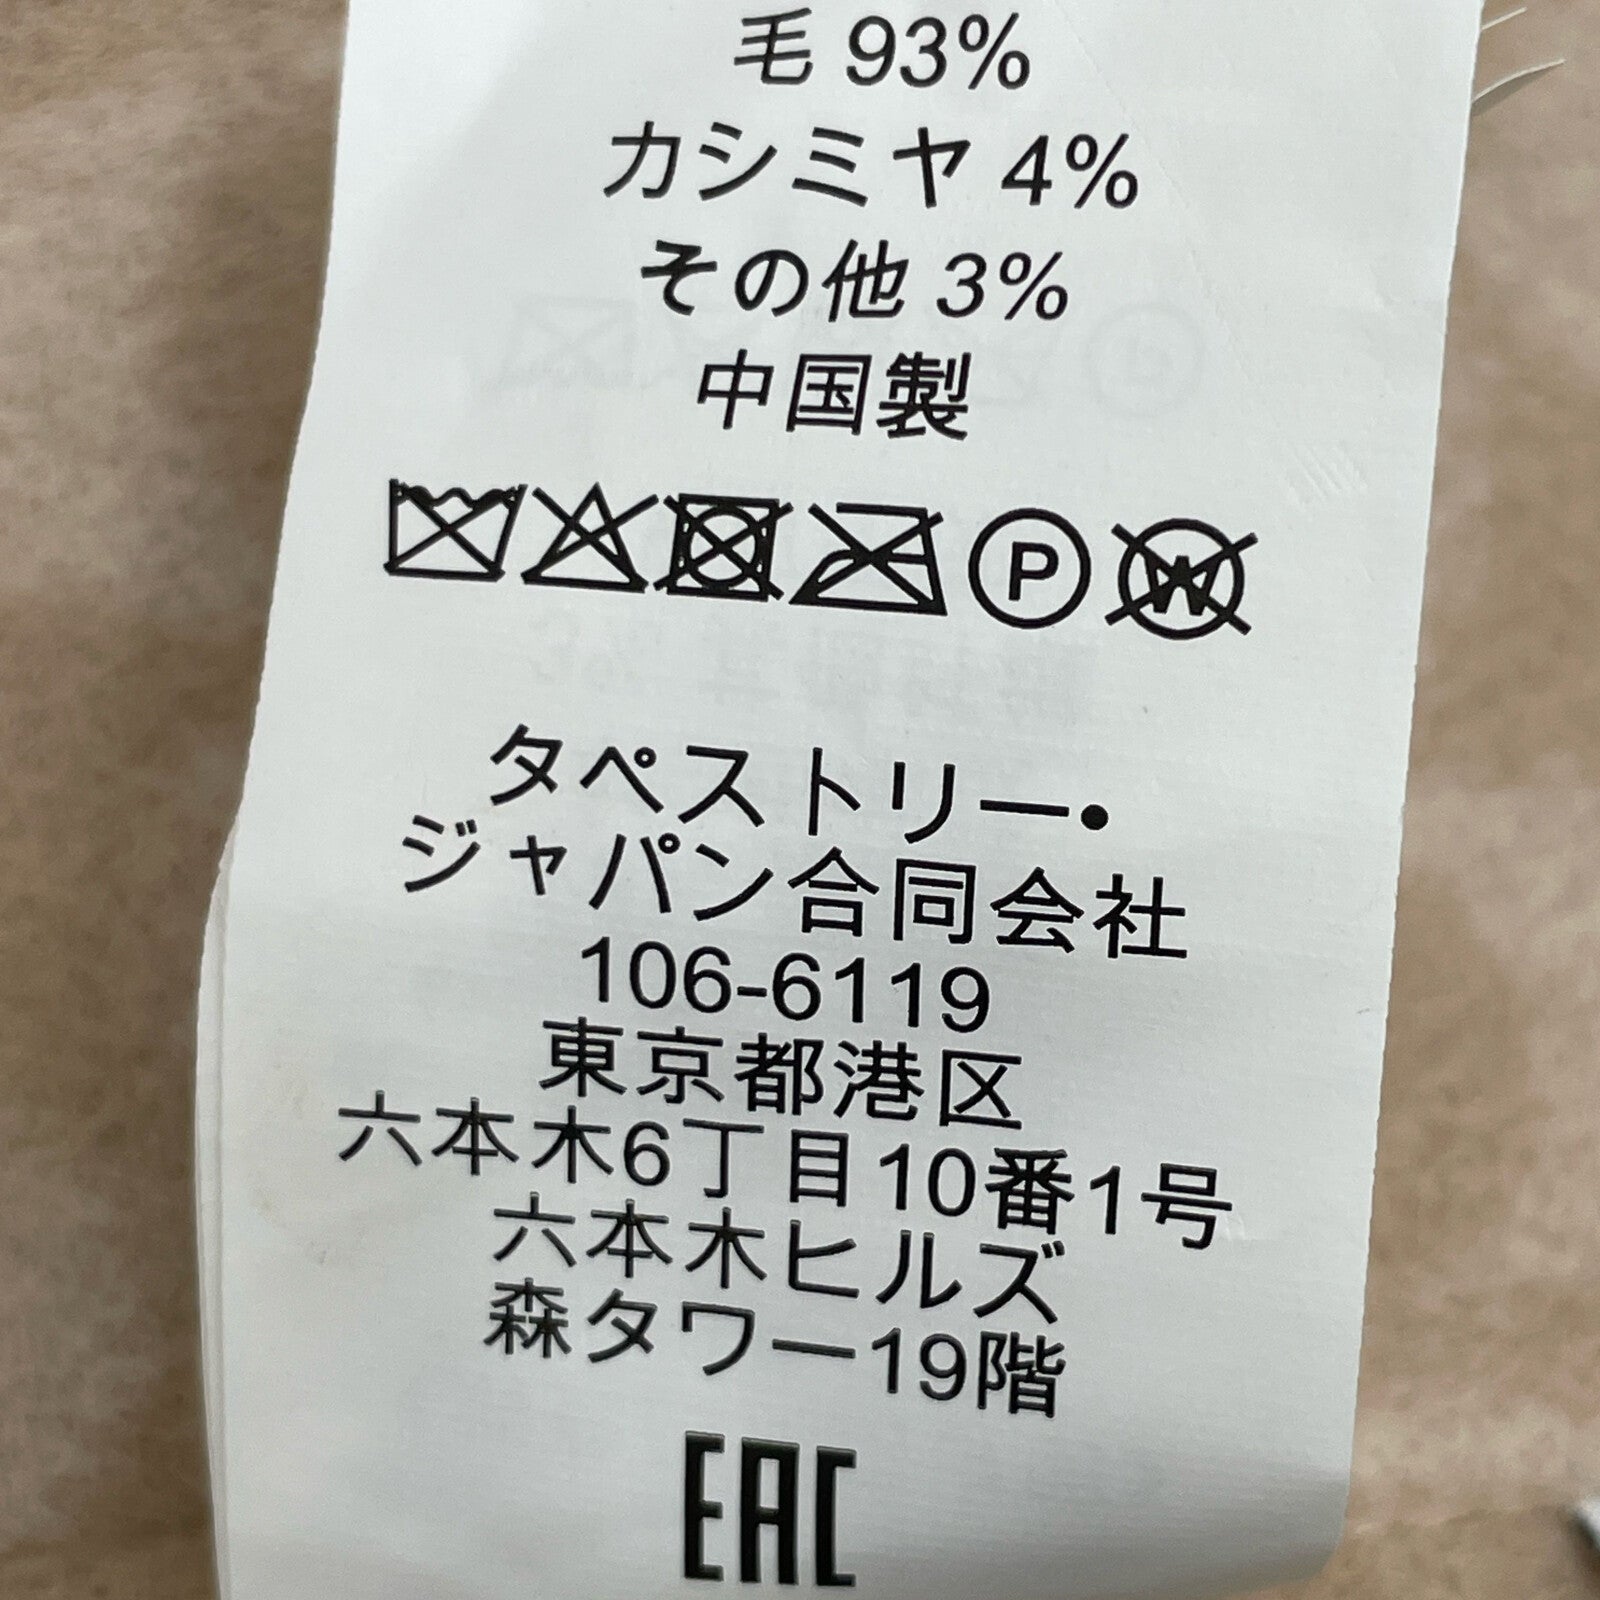 毛 93%
カシミヤ 4%
その他 3%
中国製
P W
タペストリー•
ジャパン合同会社
106-6119
東京都港区
六本木6丁目10番1号
六本木ヒルズ
森タワー19階
EAC